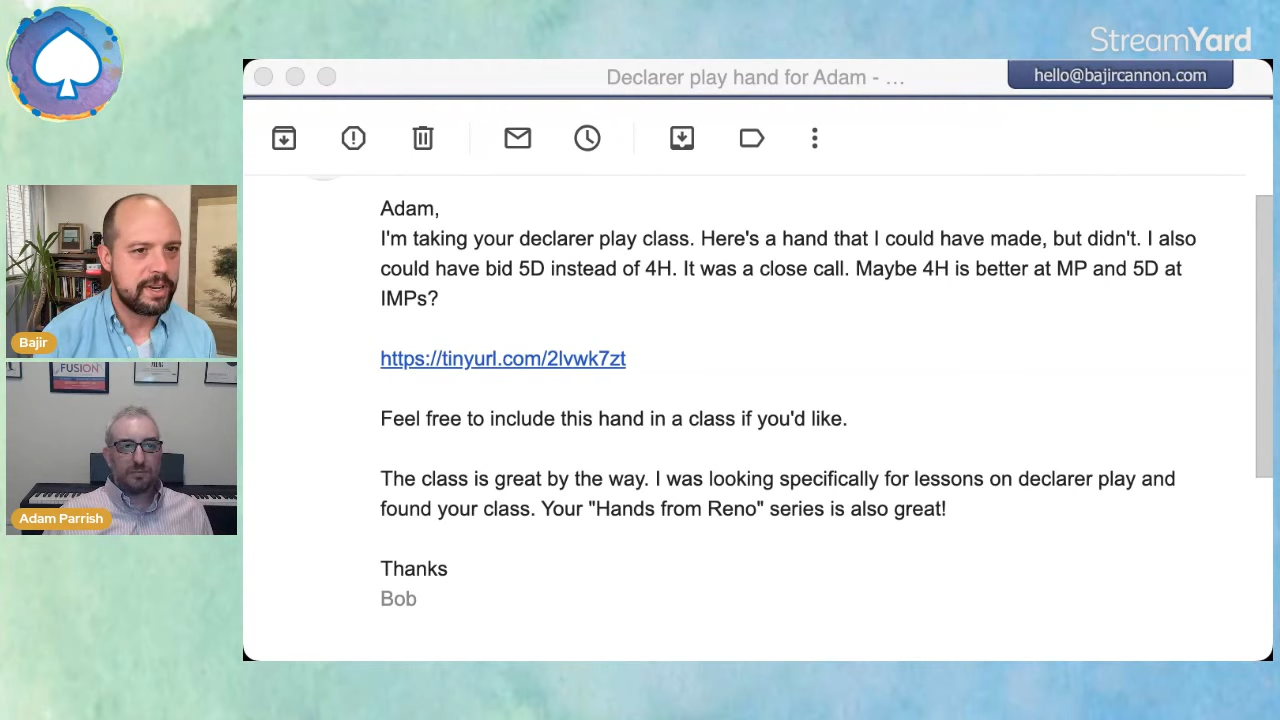 StreamYard
Declarer play hand for Adam - ...
hello@bajircannon.com
Adam,
I'm taking your declarer play class. Here's a hand that I could have made, but didn't. I also
could have bid 5D instead of 4H. It was a close call. Maybe 4H is better at MP and 5D at
IMPs?
https://tinyurl.com/2lvwk7zt
Feel free to include this hand in a class if you'd like.
The class is great by the way. I was looking specifically for lessons on declarer play and
found your class. Your "Hands from Reno" series is also great!
Thanks
Bob
Bajir
FUSION
Adam Parrish